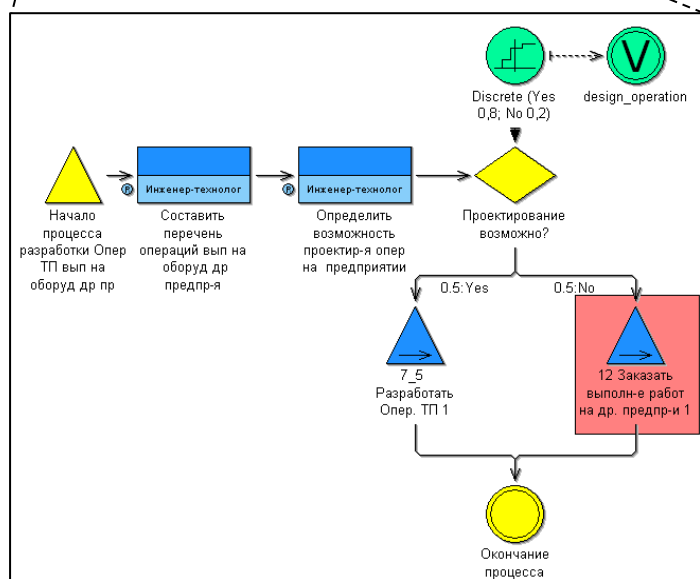 V
Discrete (Yes
0,8; No 0,2)
design_operation
Инженер-технолог
Инженер-технолог
Начало
процесса
разработки Опер
ТП вып на
оборуд др пр
Составить
перечень
операций вып на
оборуд др
предпр-я
Определить
возможность
проектир-я опер
на предприятии
Проектирование
возможно?
0.5:Yes
0.5:No
7_5
Разработать
Опер. ТП 1
12 Заказать
выполн-е работ
на др. предпр-и 1
Окончание
процесса